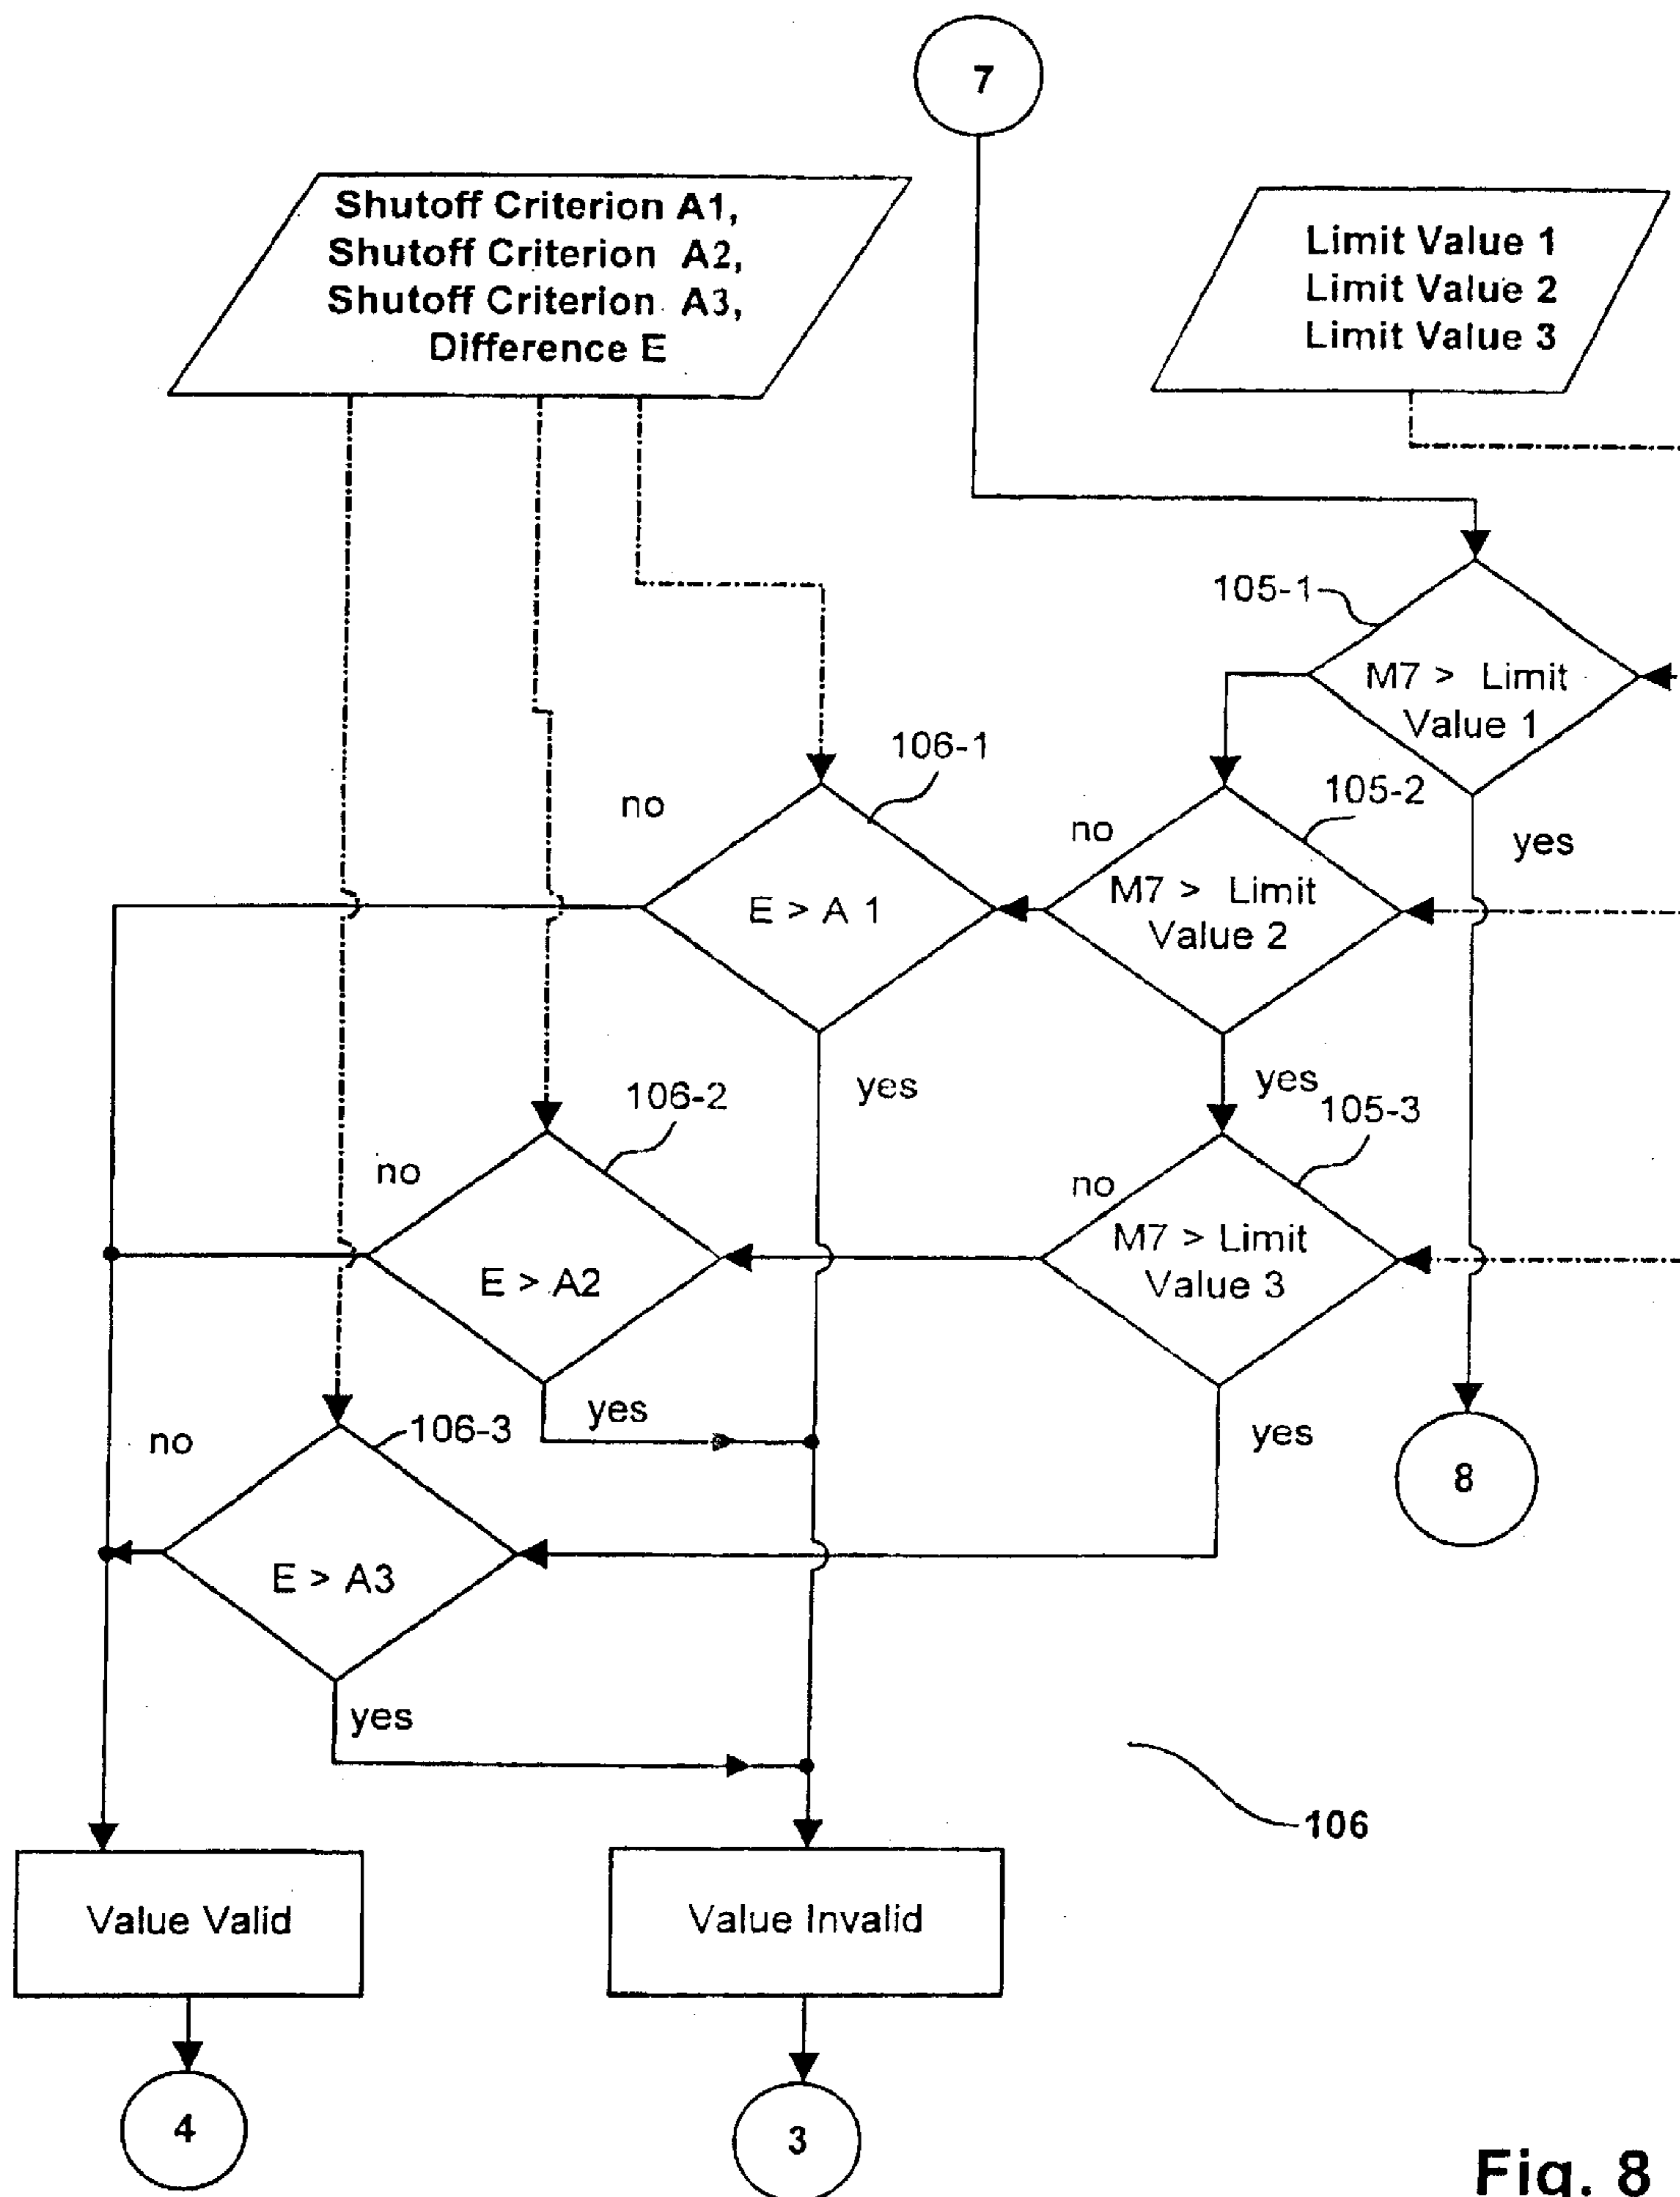 7
Shutoff Criterion A1,
Shutoff Criterion A2,
Shutoff Criterion A3,
Difference E
Limit Value 1
Limit Value 2
Limit Value 3
105-1
M7 > Limit
Value 1
yes
106-1
no
E > A 1
yes
105-2
no
M7 > Limit
Value 2
yes
106-2
no
E > A2
yes
105-3
no
M7 > Limit
Value 3
yes
8
106-3
no
E > A3
yes
106
Value Valid
Value Invalid
4
3
Fig. 8